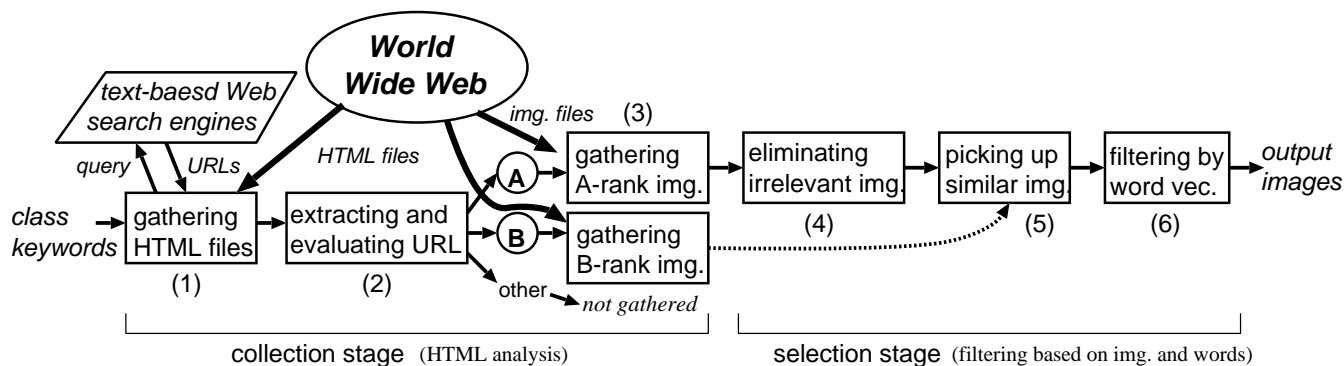 World
Wide Web
text-baesd Web
search engines
query
URLs
HTML files
img. files
(3)
class
keywords
gathering
HTML files
(1)
extracting and
evaluating URL
(2)
A
B
other
not gathered
gathering
A-rank img.
gathering
B-rank img.
eliminating
irrelevant img.
(4)
picking up
similar img.
(5)
filtering by
word vec.
(6)
output
images
collection stage (HTML analysis)
selection stage (filtering based on img. and words)